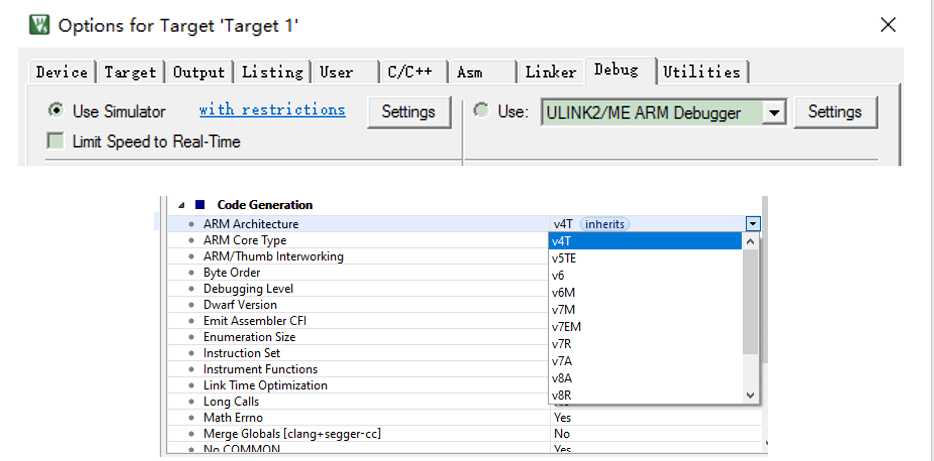 Options for Target 'Target 1'
Device Target Output Listing User C/C++ Asm Linker Debug Utilities
Use Simulator with restrictions Settings Use: ULINK2/ME ARM Debugger Settings
Limit Speed to Real-Time
Code Generation
ARM Architecture v4T inherits
ARM Core Type v4T
ARM/Thumb Interworking v5TE
Byte Order v6
Debugging Level v6M
Dwarf Version v7M
Emit Assembler CFI v7EM
Enumeration Size v7R
Instruction Set v7A
Instrument Functions v8A
Link Time Optimization v8R
Long Calls
Math Errno Yes
Merge Globals [clang+segger-cc] No
No COMMON Yes